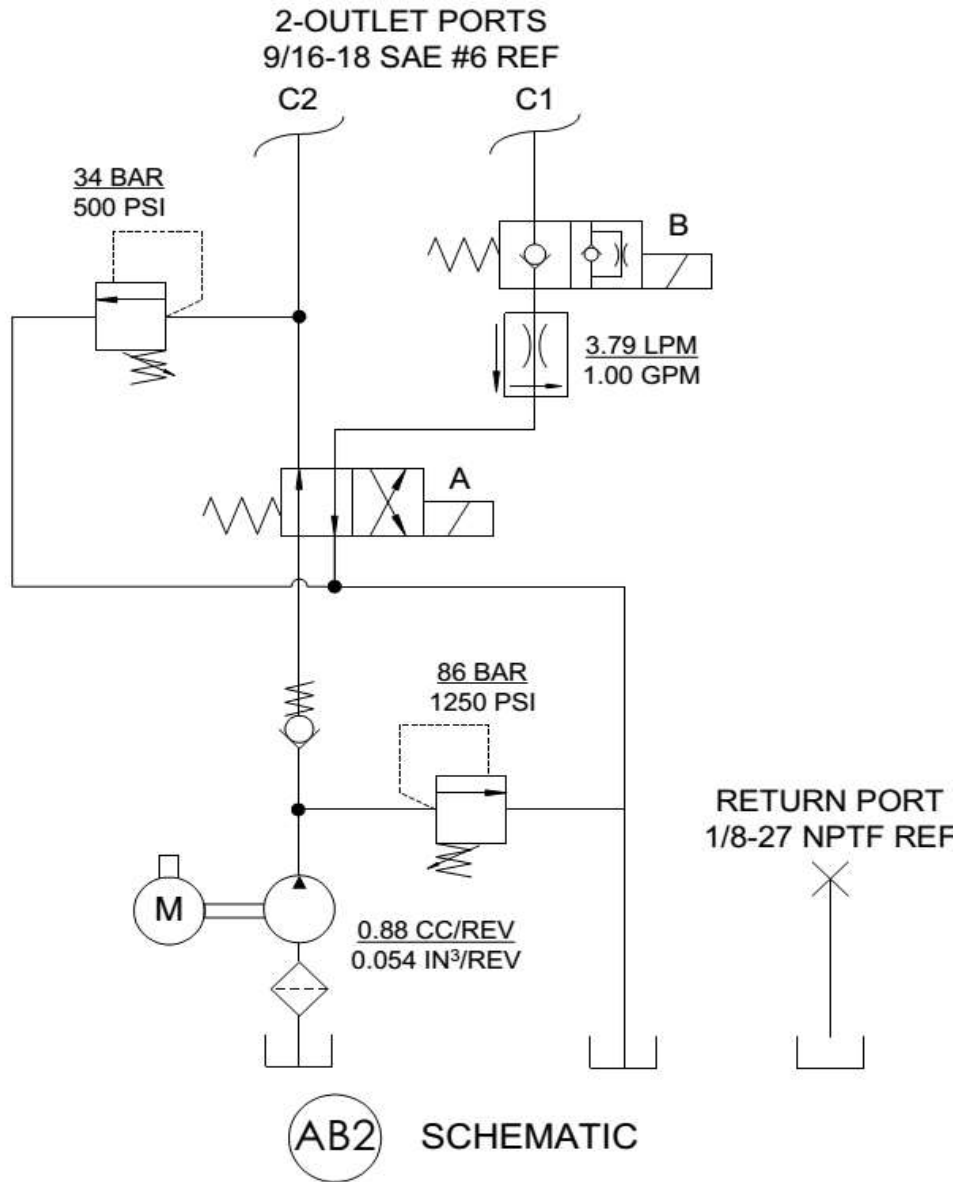 2-OUTLET PORTS
9/16-18 SAE #6 REF
C2
C1
34 BAR
500 PSI
B
3.79 LPM
1.00 GPM
A
86 BAR
1250 PSI
RETURN PORT
1/8-27 NPTF REF
M
0.88 CC/REV
0.054 IN³/REV
AB2
SCHEMATIC